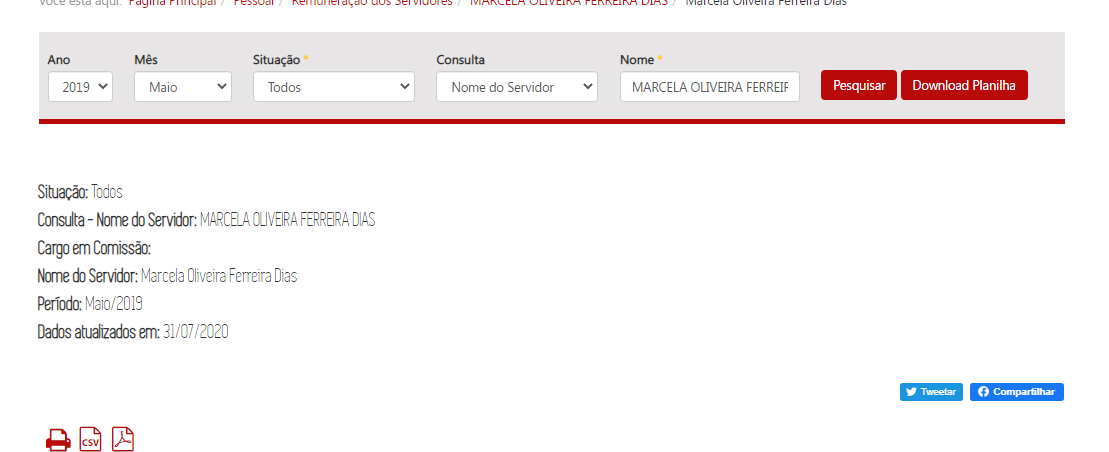 Você está aqui: Página Principal / Pessoal / Remuneração dos Servidores / MARCELA OLIVEIRA FERREIRA DIAS / Marcela Oliveira Ferreira Dias
Ano Mês Situação * Consulta Nome *
2019 Maio Todos Nome do Servidor MARCELA OLIVEIRA FERREIF Pesquisar Download Planilha
Situação: Todos
Consulta - Nome do Servidor: MARCELA OLIVEIRA FERREIRA DIAS
Cargo em Comissão:
Nome do Servidor: Marcela Oliveira Ferreira Dias
Período: Maio/2019
Dados atualizados em: 31/07/2020
Tweetar Compartilhar
CSV